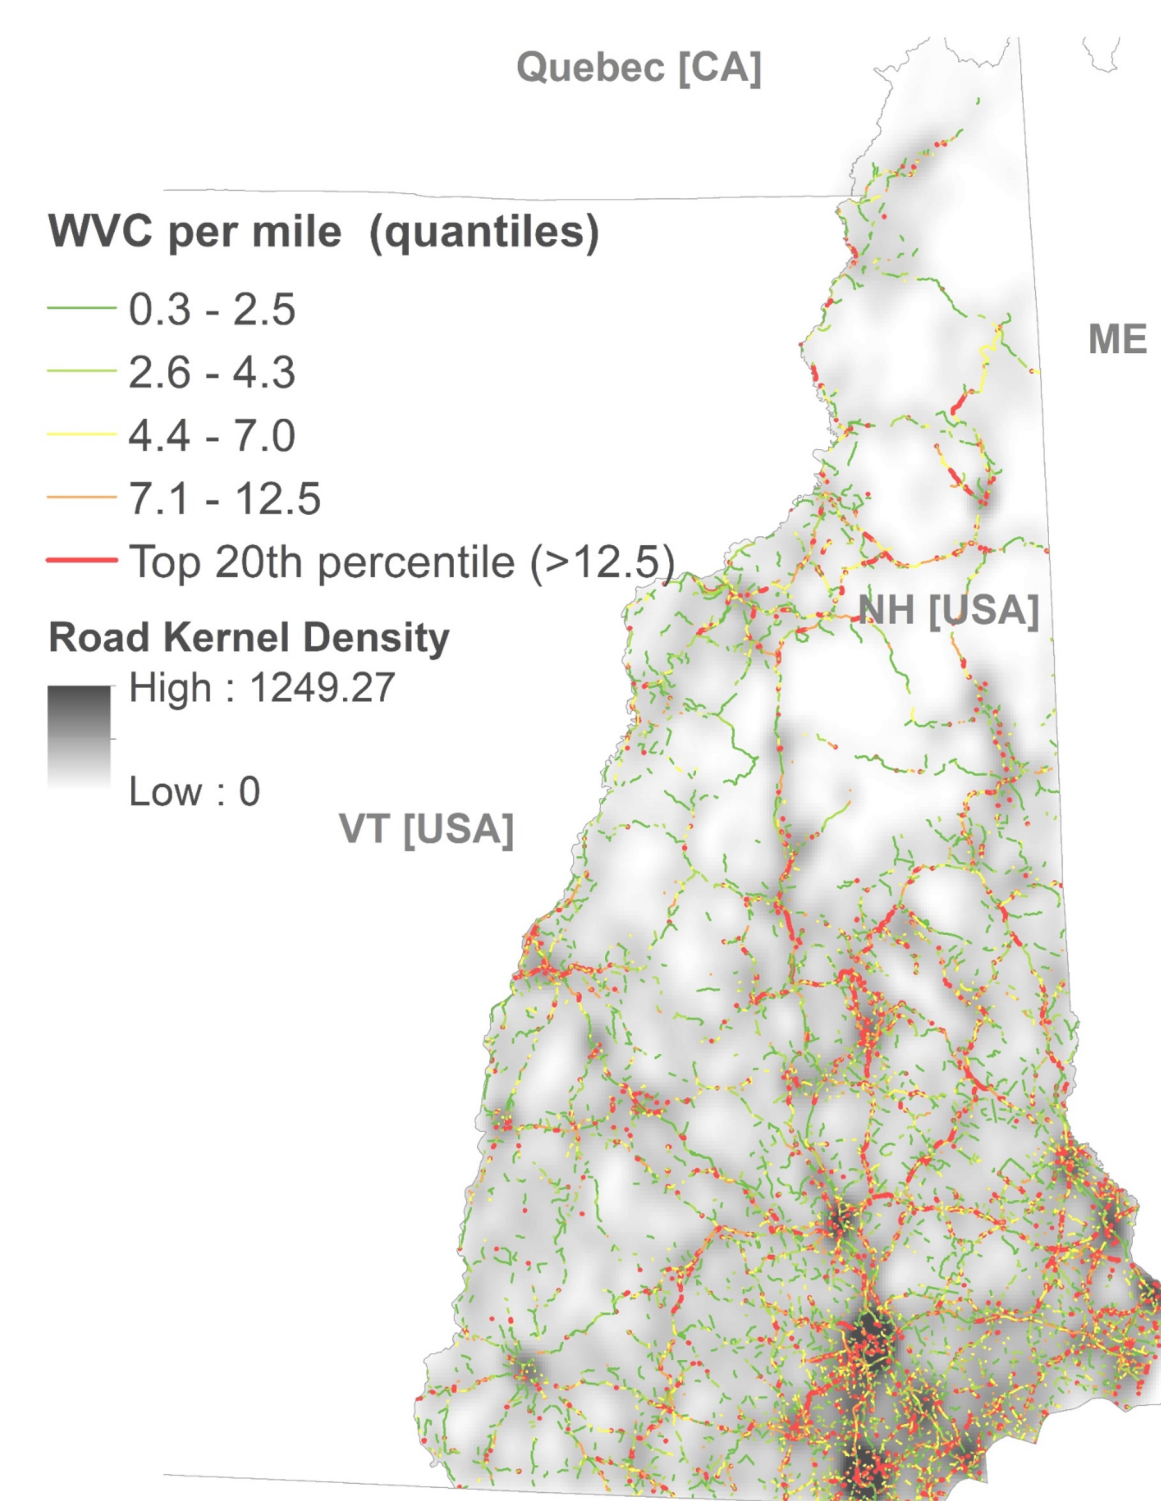 Quebec [CA]
WVC per mile (quantiles)
0.3 - 2.5
2.6 - 4.3
ME
4.4 - 7.0
7.1 - 12.5
Top 20th percentile (>12.5)
NH [USA]
Road Kernel Density
High : 1249.27
Low : 0
VT [USA]